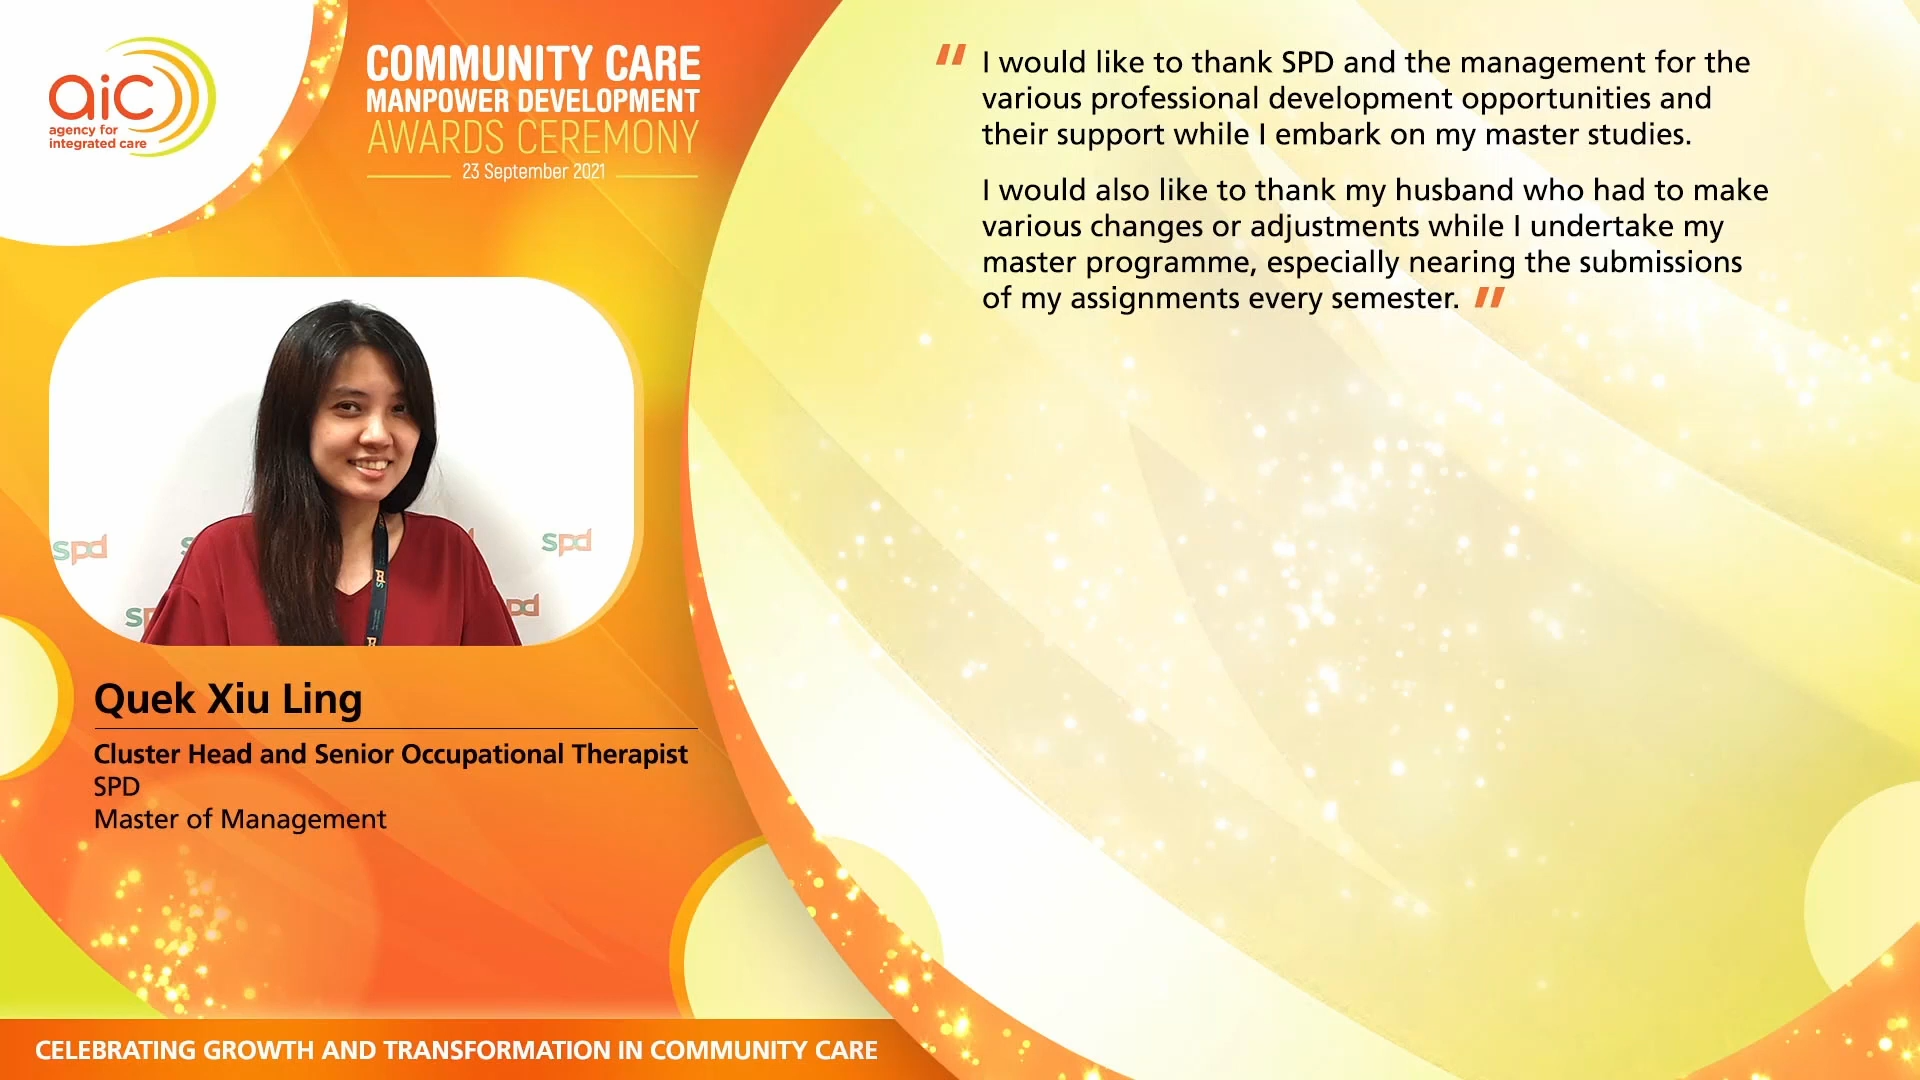 aic
agency for
integrated care
COMMUNITY CARE
MANPOWER DEVELOPMENT
AWARDS CEREMONY
23 September 2021
“ I would like to thank SPD and the management for the
various professional development opportunities and
their support while I embark on my master studies.
I would also like to thank my husband who had to make
various changes or adjustments while I undertake my
master programme, especially nearing the submissions
of my assignments every semester. ”
spd
spd
Quek Xiu Ling
Cluster Head and Senior Occupational Therapist
SPD
Master of Management
CELEBRATING GROWTH AND TRANSFORMATION IN COMMUNITY CARE